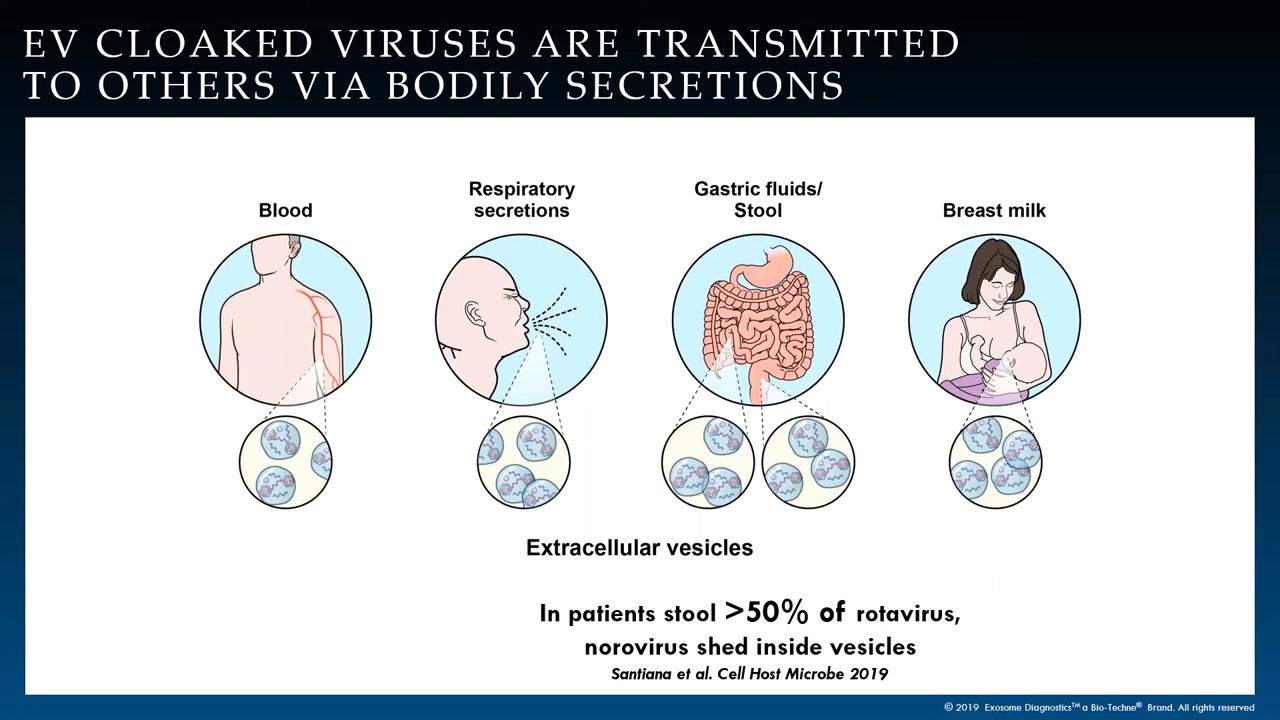 EV CLOAKED VIRUSES ARE TRANSMITTED
TO OTHERS VIA BODILY SECRETIONS
Blood
Respiratory
secretions
Gastric fluids/
Stool
Breast milk
Extracellular vesicles
In patients stool >50% of rotavirus,
norovirus shed inside vesicles
Santiana et al. Cell Host Microbe 2019
© 2019 Exosome Diagnostics™ a Bio-Techne® Brand. All rights reserved